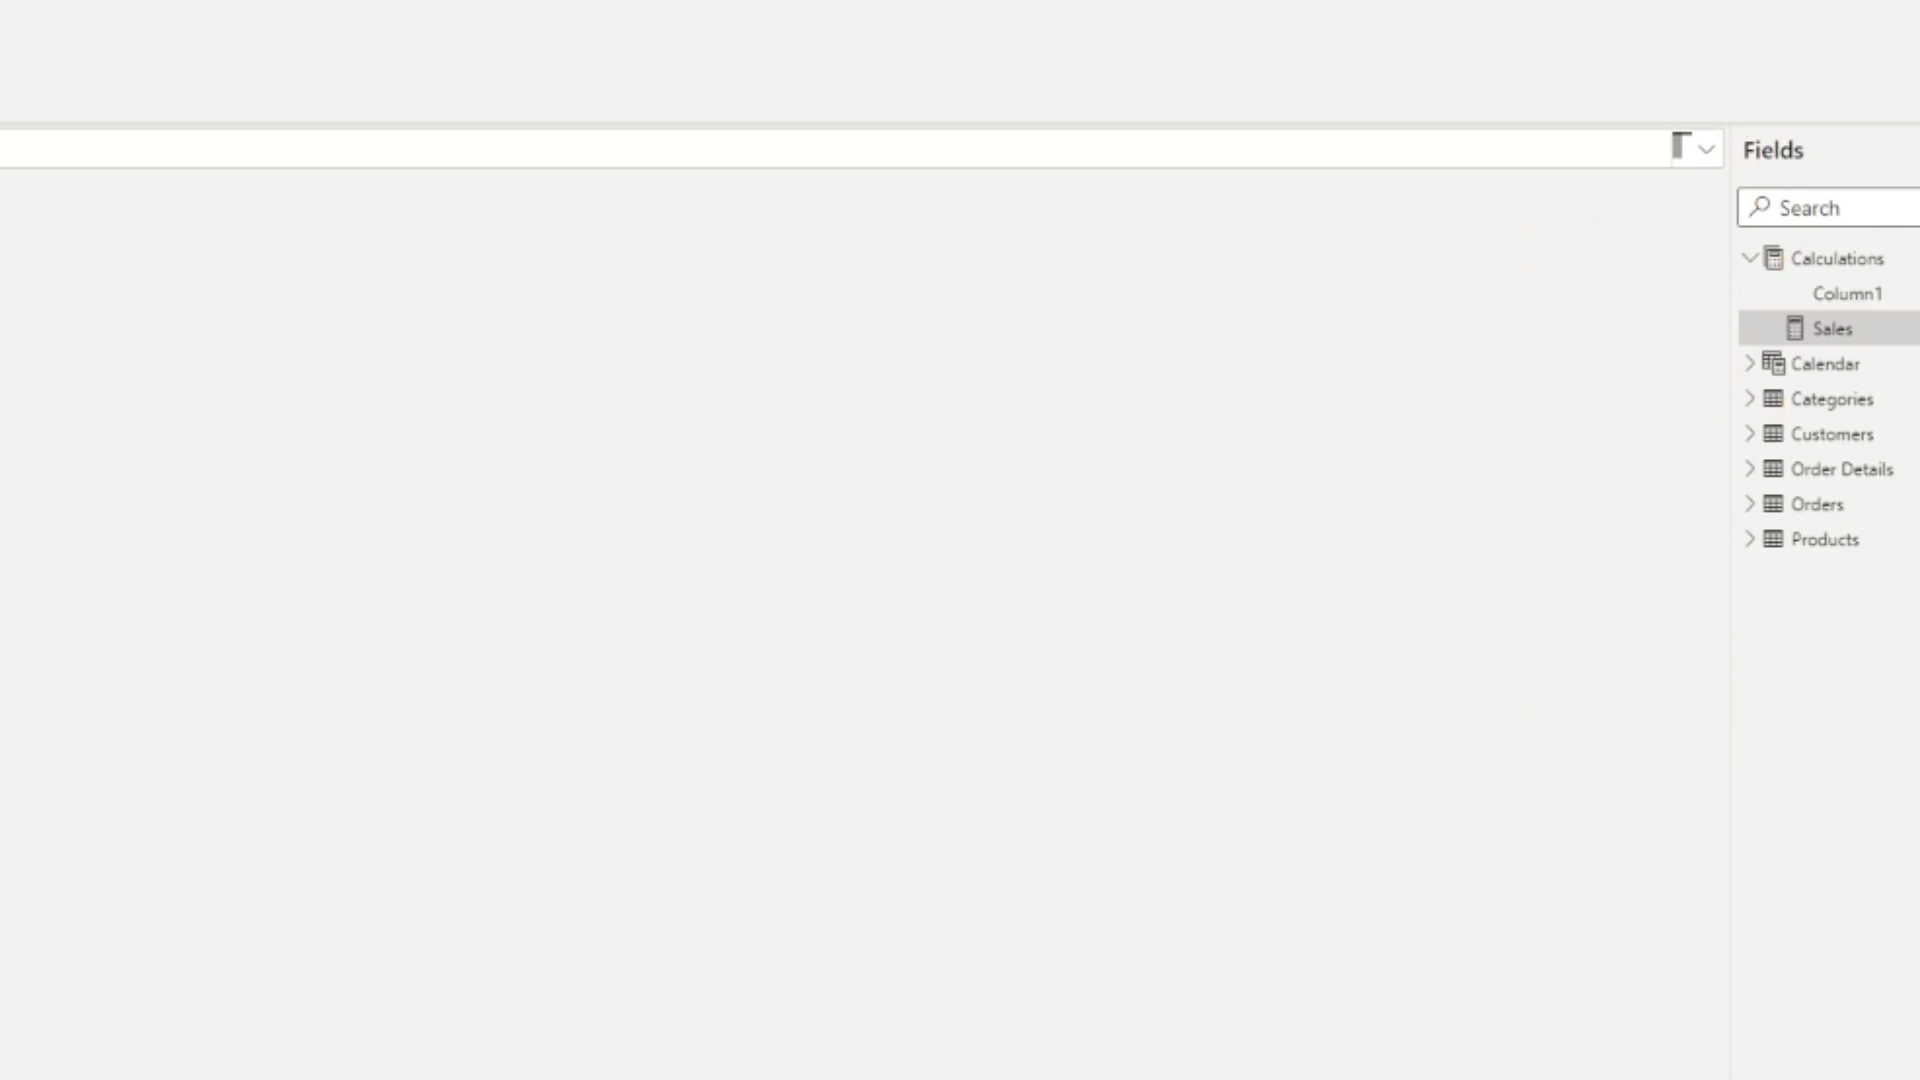 Fields
Search
Calculations
Column1
Sales
Calendar
Categories
Customers
Order Details
Orders
Products